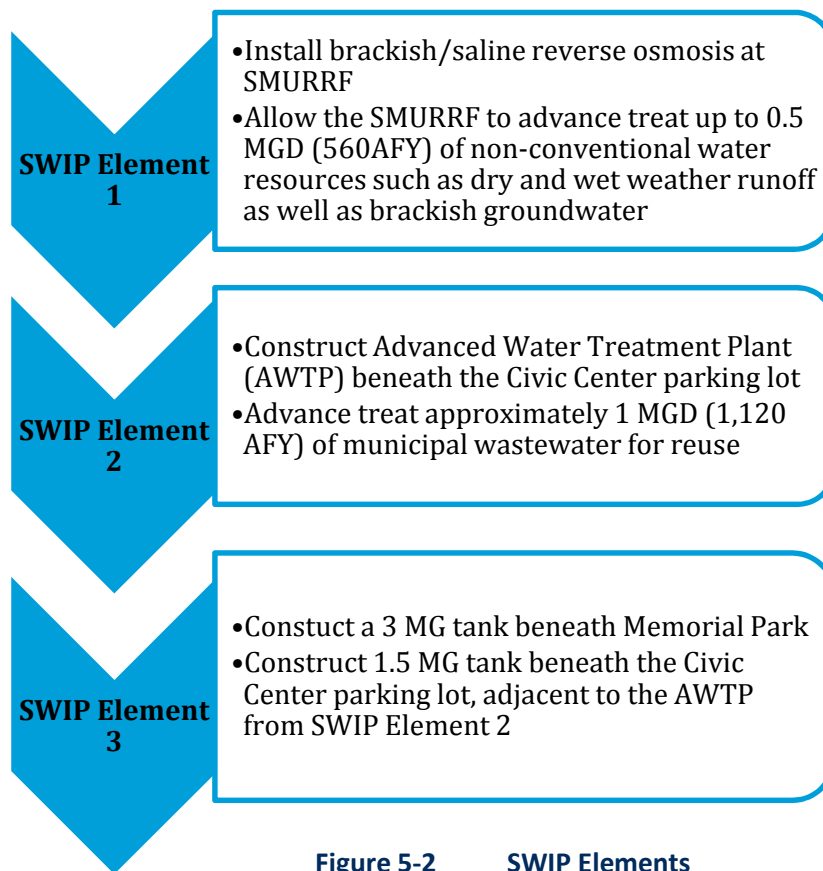 SWIP Element
1
•Install brackish/saline reverse osmosis at
SMURRF
•Allow the SMURRF to advance treat up to 0.5
MGD (560AFY) of non-conventional water
resources such as dry and wet weather runoff
as well as brackish groundwater
SWIP Element
2
•Construct Advanced Water Treatment Plant
(AWTP) beneath the Civic Center parking lot
•Advance treat approximately 1 MGD (1,120
AFY) of municipal wastewater for reuse
SWIP Element
3
•Constuct a 3 MG tank beneath Memorial Park
•Construct 1.5 MG tank beneath the Civic
Center parking lot, adjacent to the AWTP
from SWIP Element 2
Figure 5-2 SWIP Elements